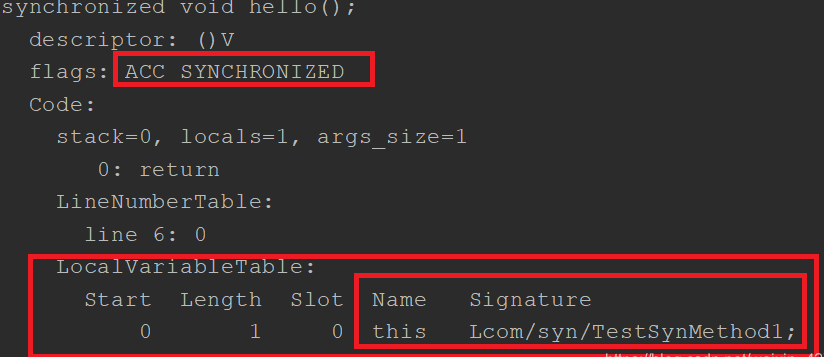 synchronized void hello();
descriptor: ()V
flags: ACC_SYNCHRONIZED
Code:
stack=0, locals=1, args_size=1
0: return
LineNumberTable:
line 6: 0
LocalVariableTable:
Start Length Slot Name Signature
0 1 0 this Lcom/syn/TestSynMethod1;